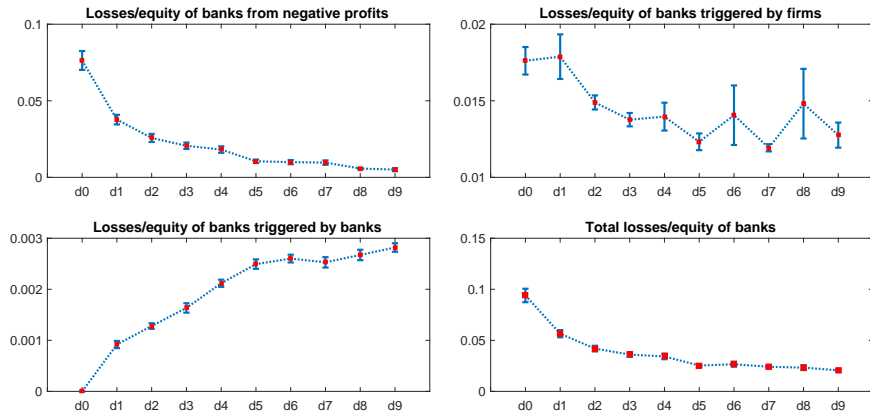 Losses/equity of banks from negative profits
0.1
0.05
0
d0 d1 d2 d3 d4 d5 d6 d7 d8 d9
Losses/equity of banks triggered by firms
0.02
0.015
0.01
d0 d1 d2 d3 d4 d5 d6 d7 d8 d9
Losses/equity of banks triggered by banks
0.003
0.002
0.001
0
d0 d1 d2 d3 d4 d5 d6 d7 d8 d9
Total losses/equity of banks
0.15
0.1
0.05
0
d0 d1 d2 d3 d4 d5 d6 d7 d8 d9